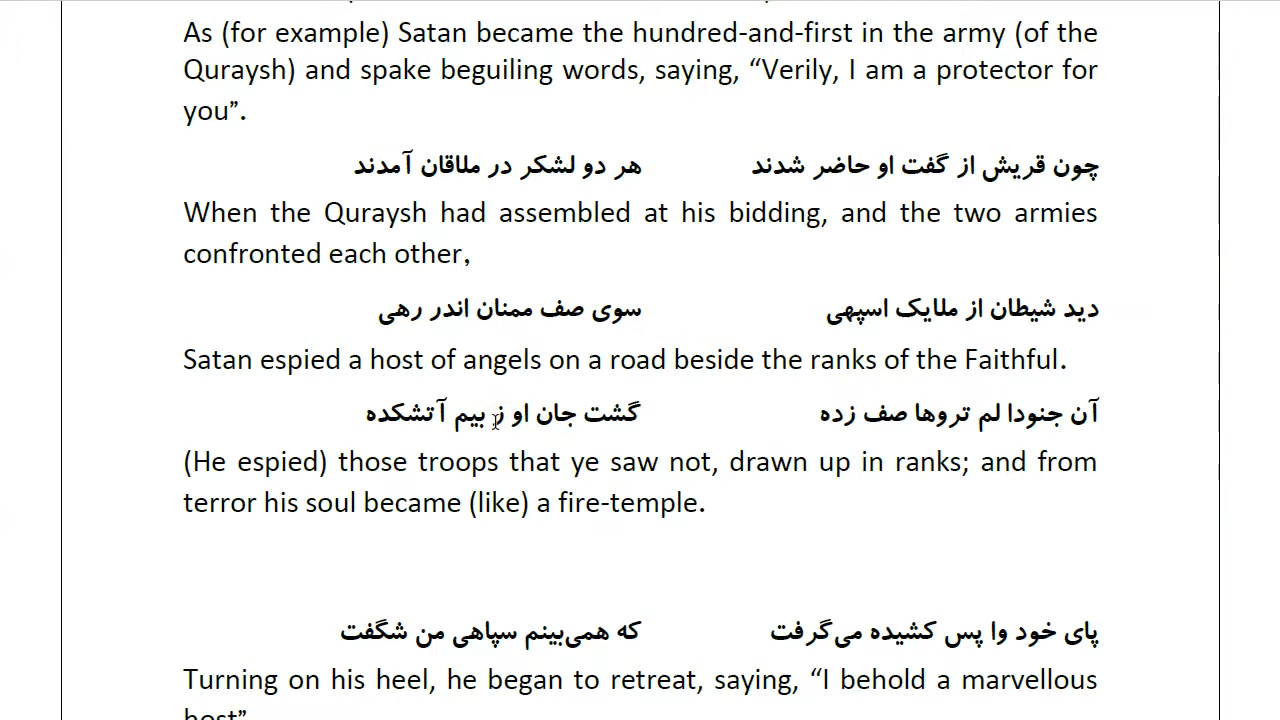 As (for example) Satan became the hundred-and-first in the army (of the
Quraysh) and spake beguiling words, saying, “Verily, I am a protector for
you”.
چون قریش از گفت او حاضر شدند هر دو لشکر در ملاقان آمدند
When the Quraysh had assembled at his bidding, and the two armies
confronted each other,
دید شیطان از ملایک اسپهی سوی صف ممنان اندر رهی
Satan espied a host of angels on a road beside the ranks of the Faithful.
آن جنودا لم تروها صف زده گشت جان او ز بیم آتشکده
(He espied) those troops that ye saw not, drawn up in ranks; and from
terror his soul became (like) a fire-temple.
پای خود وا پس کشیده می‌گرفت که همی‌بینم سپاهی من شگفت
Turning on his heel, he began to retreat, saying, “I behold a marvellous
host”